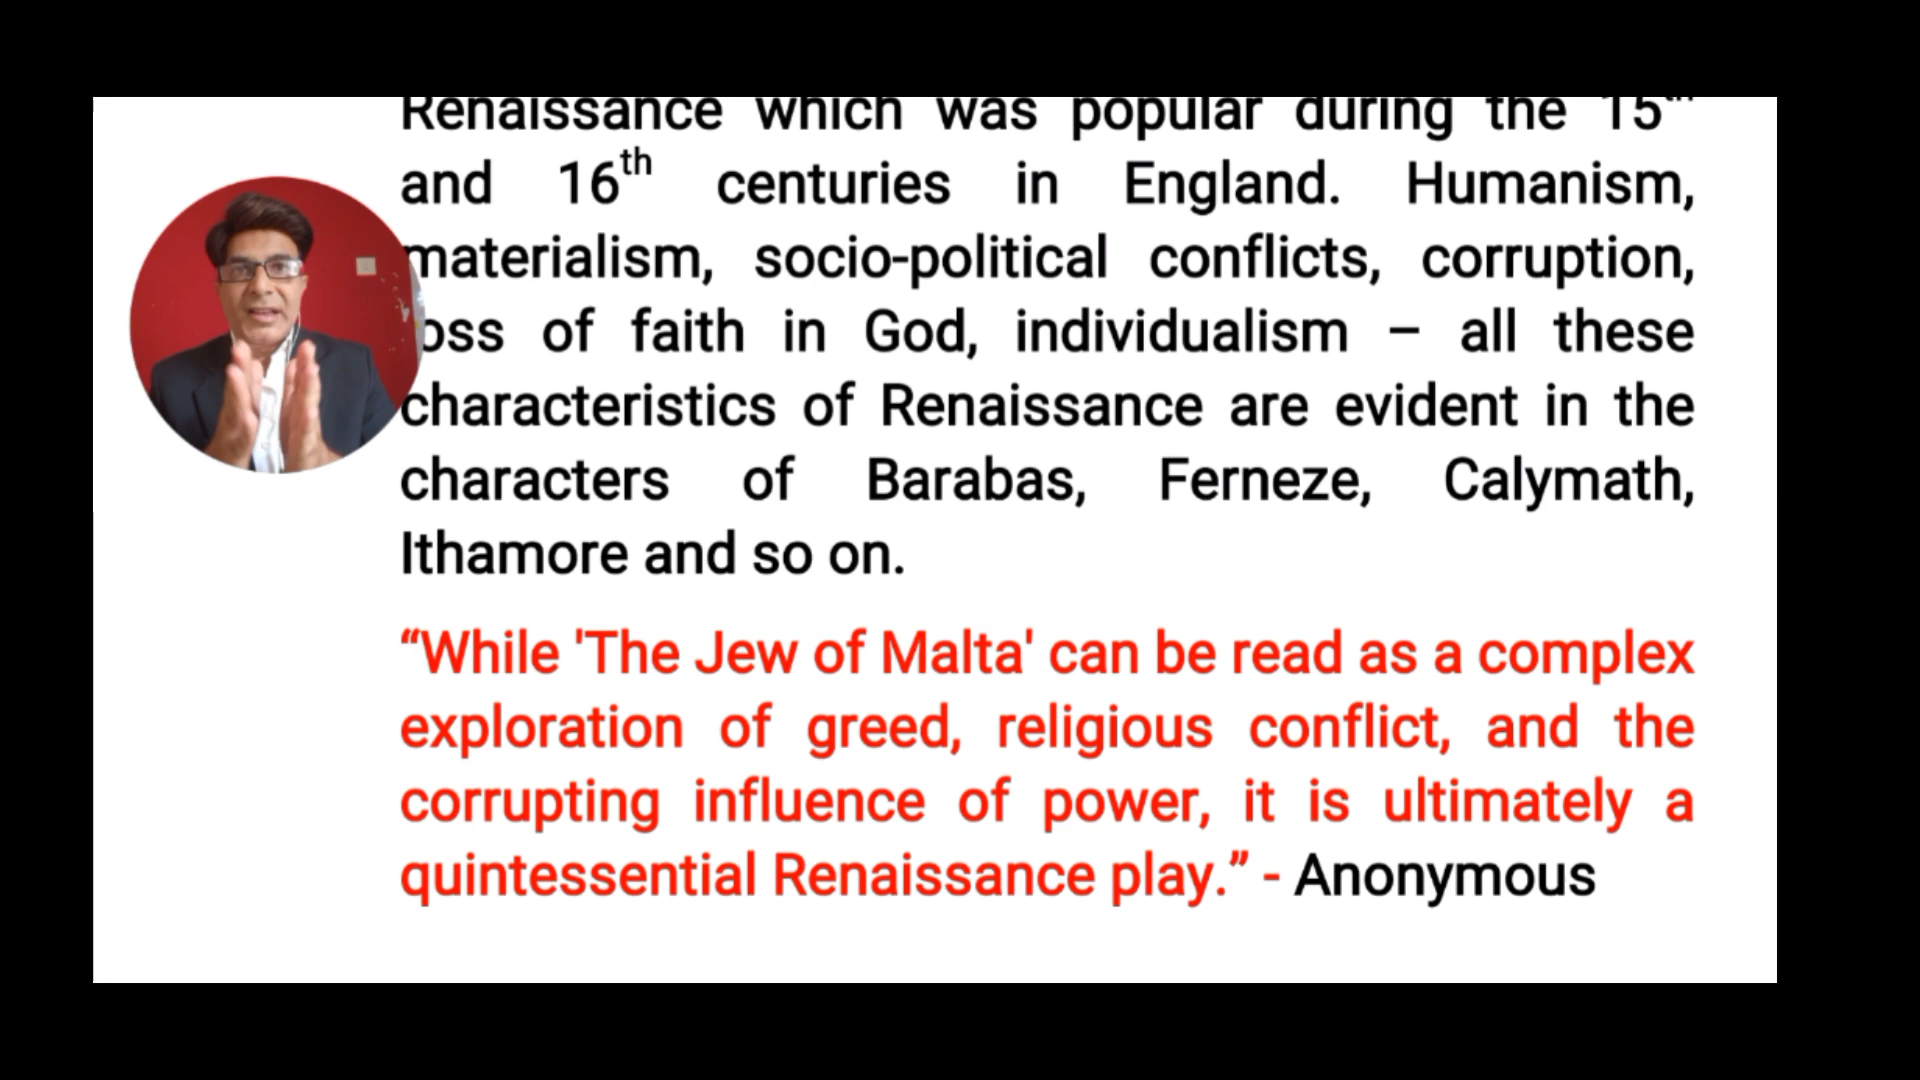 Renaissance which was popular during the 15th
and 16th centuries in England. Humanism,
materialism, socio-political conflicts, corruption,
loss of faith in God, individualism – all these
characteristics of Renaissance are evident in the
characters of Barabas, Ferneze, Calymath,
Ithamore and so on.
“While 'The Jew of Malta' can be read as a complex
exploration of greed, religious conflict, and the
corrupting influence of power, it is ultimately a
quintessential Renaissance play.” - Anonymous